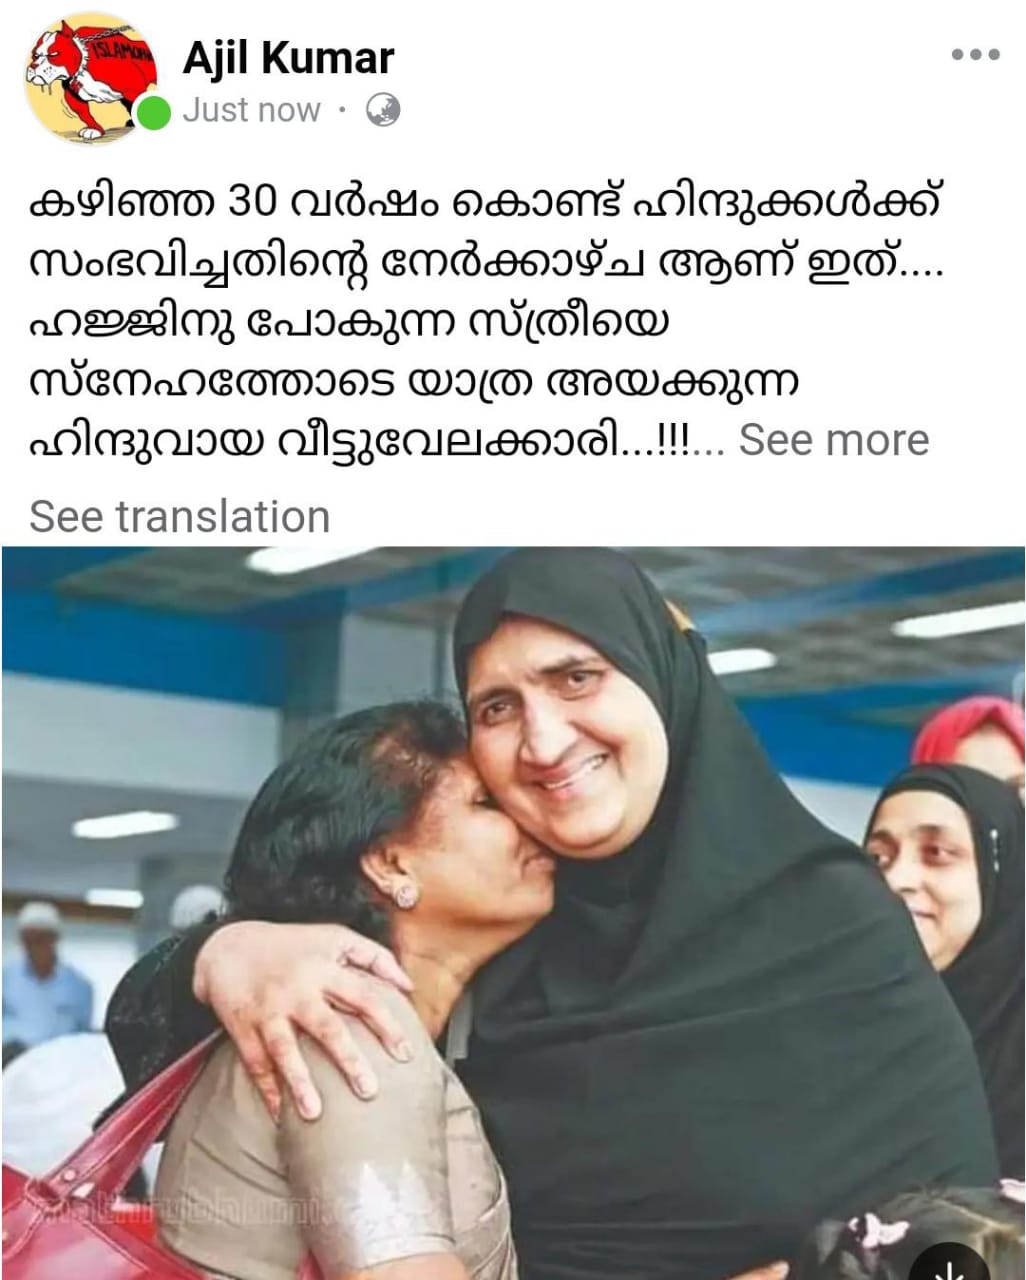 Ajil Kumar
Just now ·
കഴിഞ്ഞ 30 വർഷം കൊണ്ട് ഹിന്ദുക്കൾക്ക്
സംഭവിച്ചതിന്റെ നേർക്കാഴ്ച ആണ് ഇത്....
ഹജ്ജിനു പോകുന്ന സ്ത്രീയെ
സ്നേഹത്തോടെ യാത്ര അയക്കുന്ന
ഹിന്ദുവായ വീട്ടുവേലക്കാരി...!!!... See more
See translation